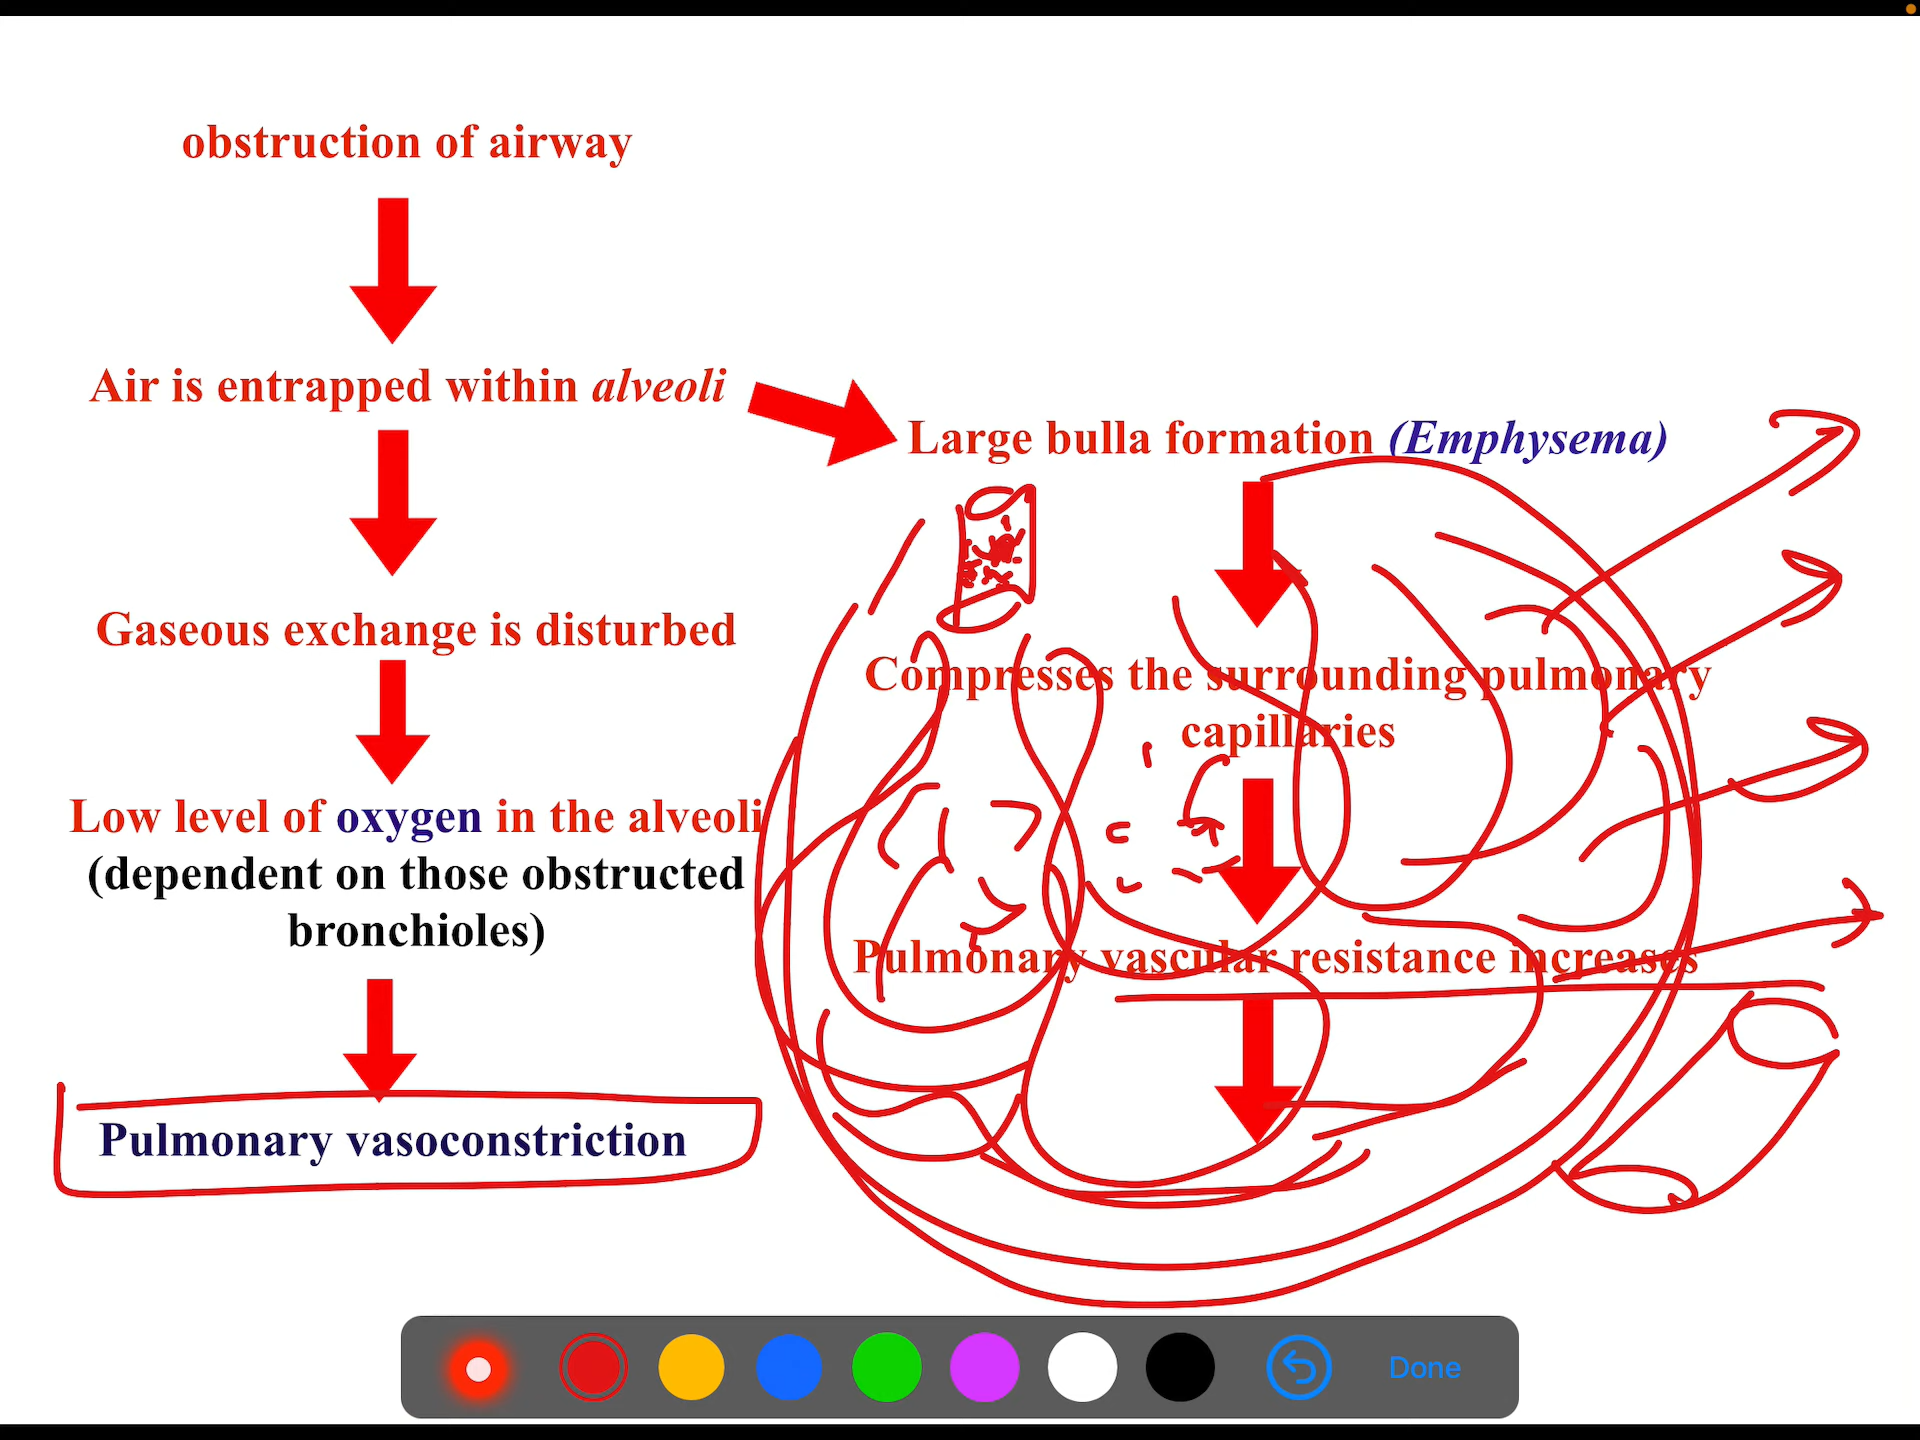 obstruction of airway
Air is entrapped within alveoli
Gaseous exchange is disturbed
Low level of oxygen in the alveoli
(dependent on those obstructed
bronchioles)
Pulmonary vasoconstriction
Large bulla formation (Emphysema)
Compresses the surrounding pulmonary
capillaries
Pulmonary vascular resistance increases
Done